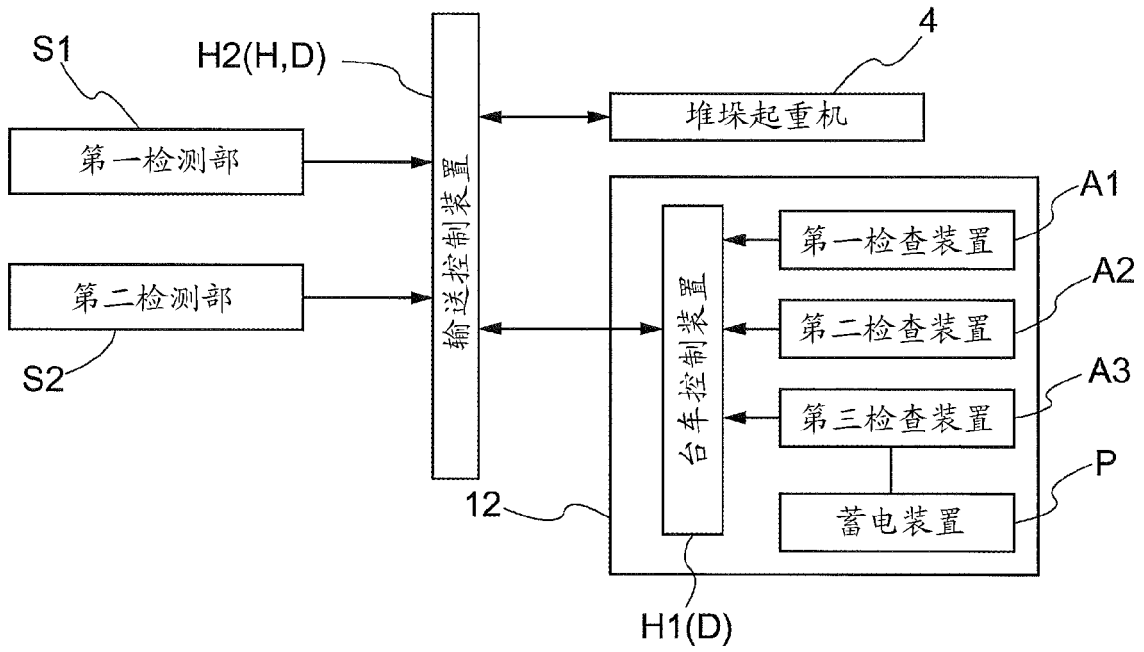 S1
H2(H,D)
4
第一检测部
输送控制装置
堆垛起重机
第二检测部
S2
台车控制装置
第一检查装置
A1
第二检查装置
A2
第三检查装置
A3
蓄电装置
P
12
H1(D)